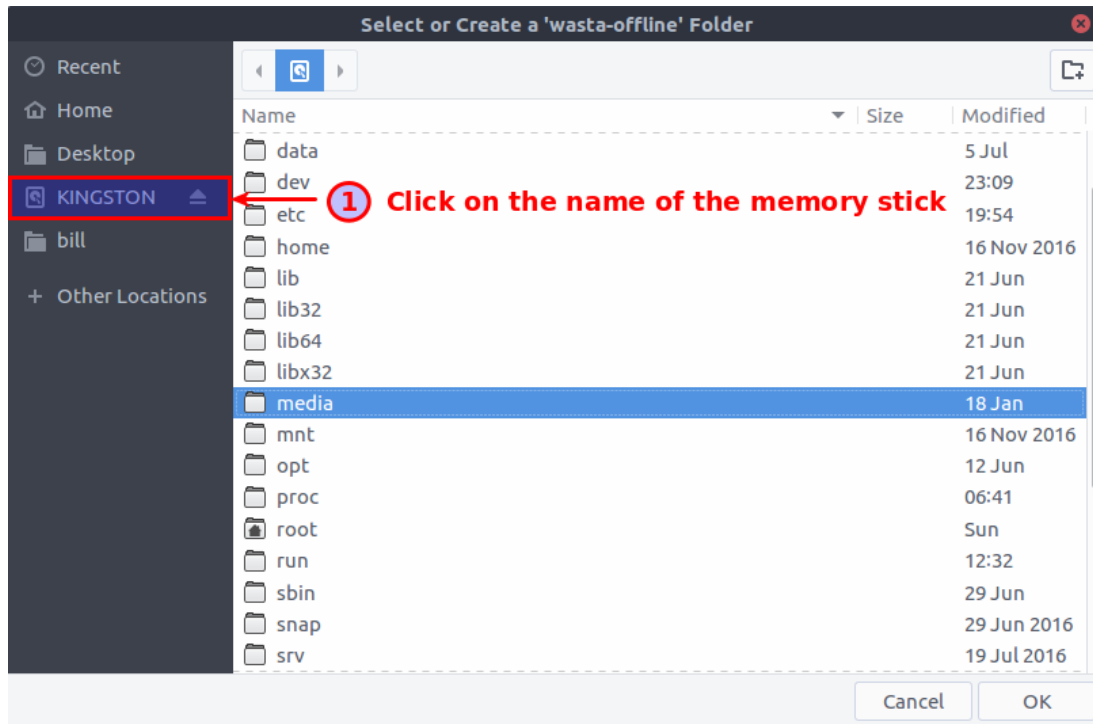 Select or Create a 'wasta-offline' Folder
Recent
Home
Desktop
KINGSTON
bill
+ Other Locations
Name Size Modified
data 5 Jul
dev 23:09
1 Click on the name of the memory stick
etc 19:54
home 16 Nov 2016
lib 21 Jun
lib32 21 Jun
lib64 21 Jun
libx32 21 Jun
media 18 Jan
mnt 16 Nov 2016
opt 12 Jun
proc 06:41
root Sun
run 12:32
sbin 29 Jun
snap 29 Jun 2016
srv 19 Jul 2016
Cancel OK